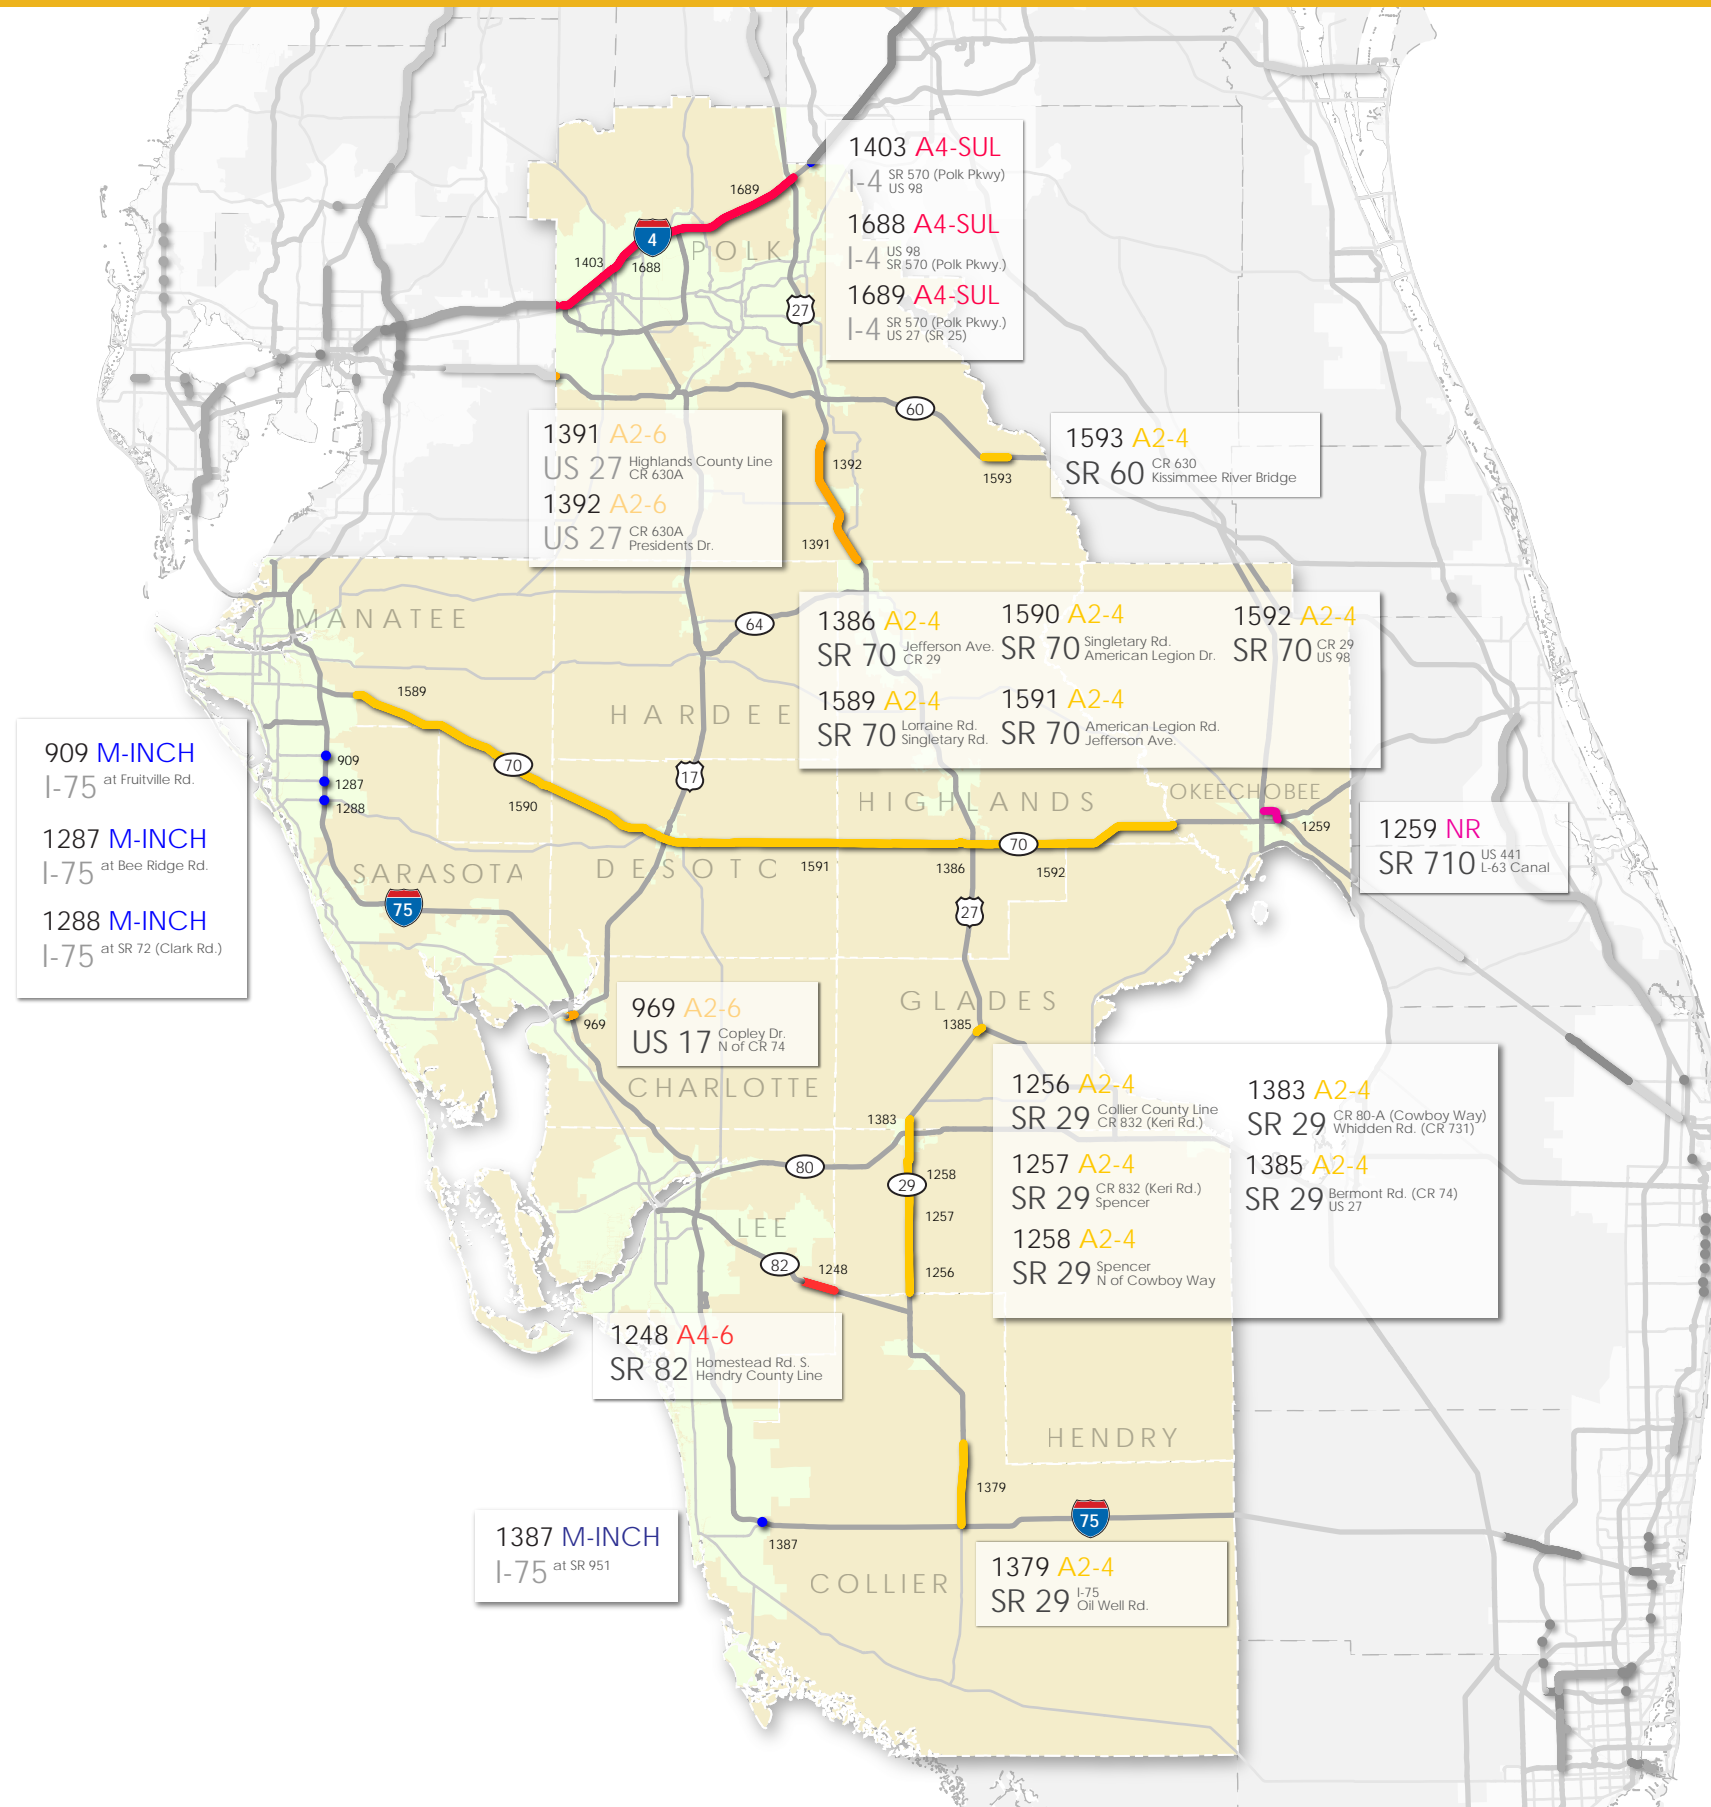 1403 A4-SUL
I-4 SR 570 (Polk Pkwy)
US 98
1688 A4-SUL
I-4 US 98
SR 570 (Polk Pkwy.)
1689 A4-SUL
I-4 SR 570 (Polk Pkwy.)
US 27 (SR 25)
1689
4
POLK
1403
1688
27
60
1391 A2-6
US 27 Highlands County Line
CR 630A
1392 A2-6
US 27 CR 630A
Presidents Dr.
1392
1593
1593 A2-4
SR 60 CR 630
Kissimmee River Bridge
1391
MANATEE
64
1386 A2-4
SR 70 Jefferson Ave.
CR 29
1590 A2-4
SR 70 Singletary Rd.
American Legion Dr.
1592 A2-4
SR 70 CR 29
US 98
1589 A2-4
SR 70 Lorraine Rd.
Singletary Rd.
1591 A2-4
SR 70 American Legion Rd.
Jefferson Ave.
1589
HARDEE
909 M-INCH
I-75 at Fruitville Rd.
1287 M-INCH
I-75 at Bee Ridge Rd.
1288 M-INCH
I-75 at SR 72 (Clark Rd.)
909
1287
1288
70
17
1590
HIGHLANDS
OKEECHOBEE
1259
1259 NR
SR 710 US 441
L-63 Canal
70
SARASOTA
DESOTC
1591
1386
1592
75
27
969 A2-6
US 17 Copley Dr.
N of CR 74
969
GLADES
1385
CHARLOTTE
1256 A2-4
SR 29 Collier County Line
CR 832 (Keri Rd.)
1383 A2-4
SR 29 CR 80-A (Cowboy Way)
Whidden Rd. (CR 731)
1257 A2-4
SR 29 CR 832 (Keri Rd.)
Spencer
1385 A2-4
SR 29 Bermont Rd. (CR 74)
US 27
1258 A2-4
SR 29 Spencer
N of Cowboy Way
1383
80
1258
29
1257
LEE
82
1248
1256
1248 A4-6
SR 82 Homestead Rd. S.
Hendry County Line
HENDRY
1379
75
1387 M-INCH
I-75 at SR 951
1387
COLLIER
1379 A2-4
SR 29 I-75
Oil Well Rd.